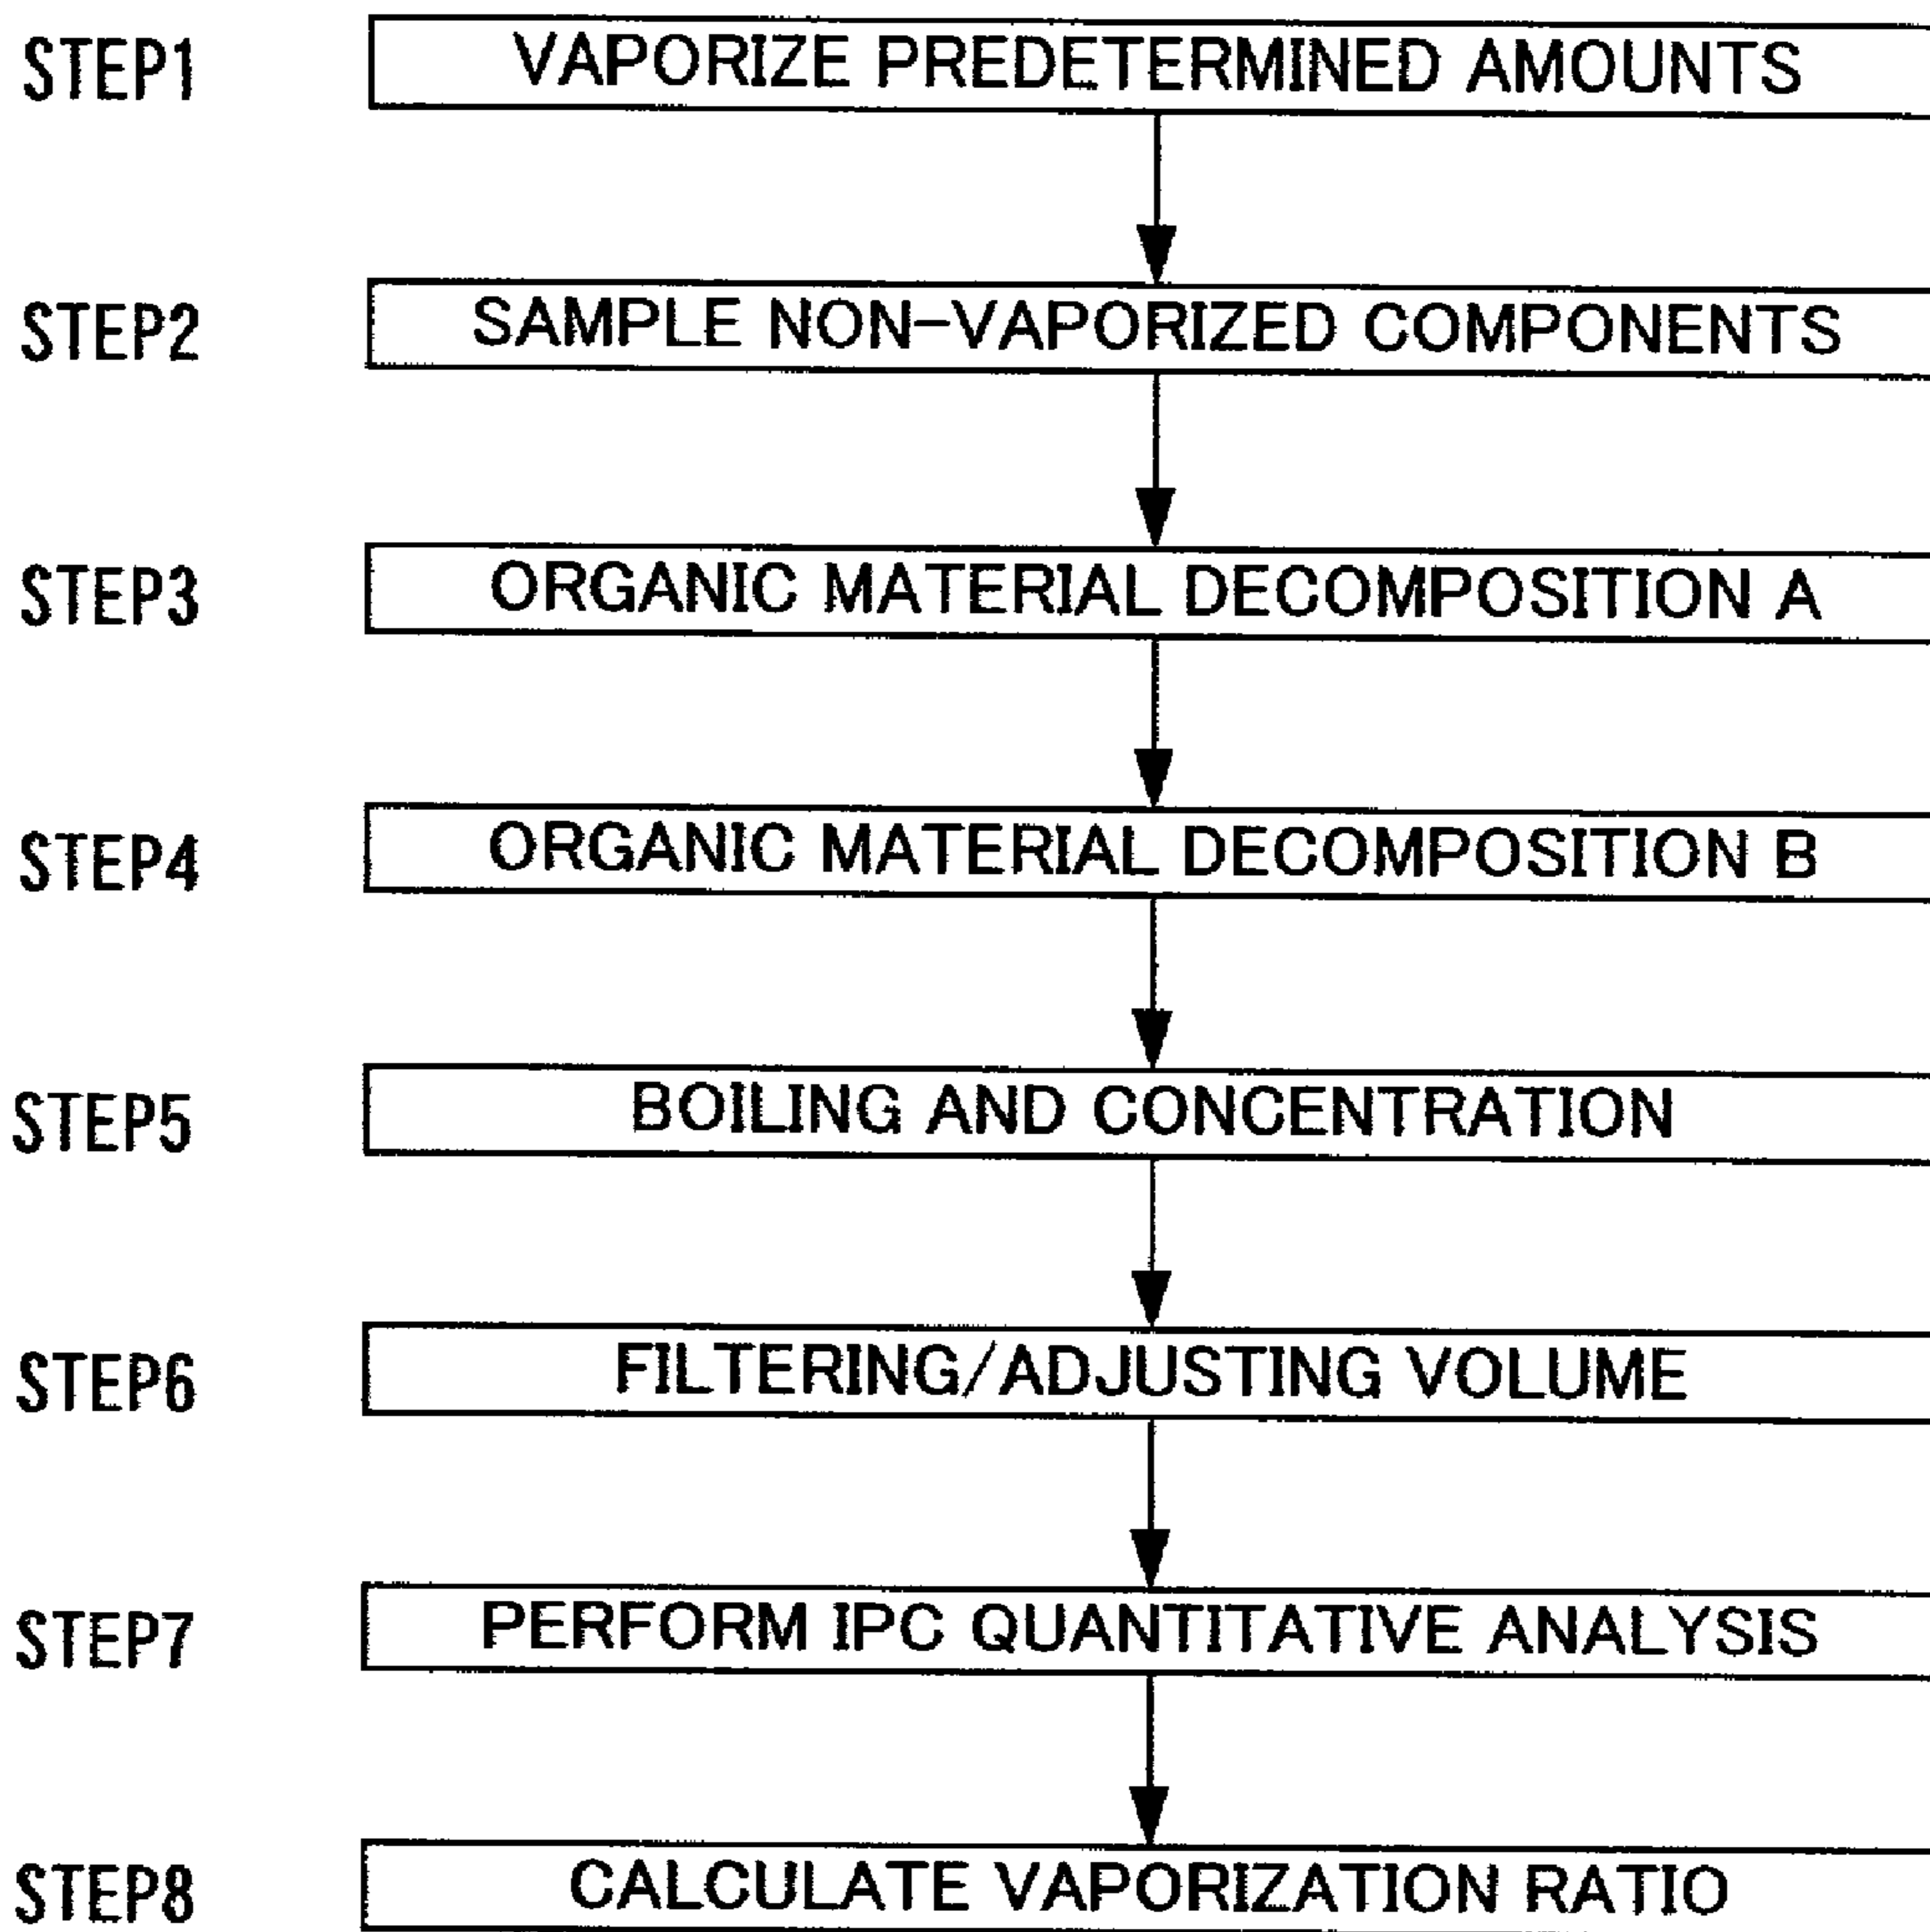 STEP1 VAPORIZE PREDETERMINED AMOUNTS
STEP2 SAMPLE NON-VAPORIZED COMPONENTS
STEP3 ORGANIC MATERIAL DECOMPOSITION A
STEP4 ORGANIC MATERIAL DECOMPOSITION B
STEP5 BOILING AND CONCENTRATION
STEP6 FILTERING/ADJUSTING VOLUME
STEP7 PERFORM IPC QUANTITATIVE ANALYSIS
STEP8 CALCULATE VAPORIZATION RATIO